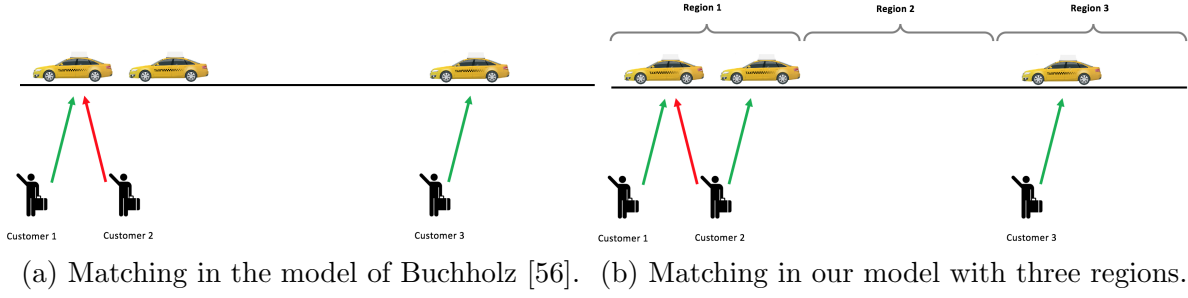 Region 1 Region 2 Region 3
Customer 1 Customer 2 Customer 3
Customer 1 Customer 2 Customer 3
(a) Matching in the model of Buchholz [56]. (b) Matching in our model with three regions.